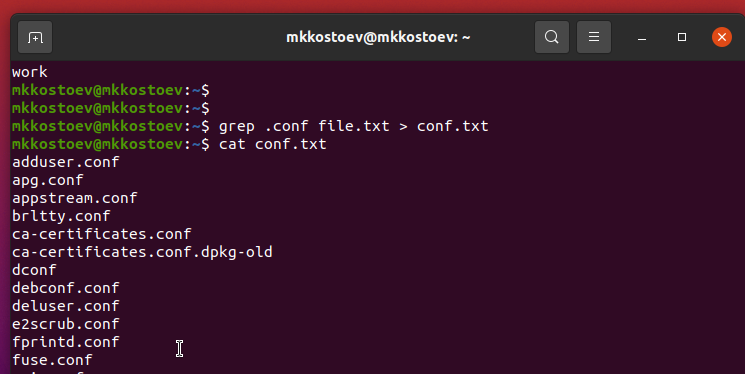 mkkostoev@mkkostoev: ~
work
mkkostoev@mkkostoev:~$
mkkostoev@mkkostoev:~$
mkkostoev@mkkostoev:~$ grep .conf file.txt > conf.txt
mkkostoev@mkkostoev:~$ cat conf.txt
adduser.conf
apg.conf
appstream.conf
brltty.conf
ca-certificates.conf
ca-certificates.conf.dpkg-old
dconf
debconf.conf
deluser.conf
e2scrub.conf
fprintd.conf
fuse.conf